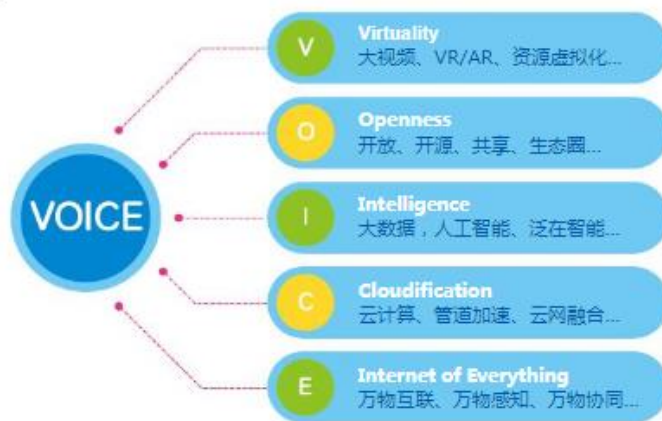 VOICE
V
Virtuality
大视频、VR/AR、资源虚拟化...
O
Openness
开放、开源、共享、生态圈...
I
Intelligence
大数据，人工智能、泛在智能...
C
Cloudification
云计算、管道加速、云网融合...
E
Internet of Everything
万物互联、万物感知、万物协同...